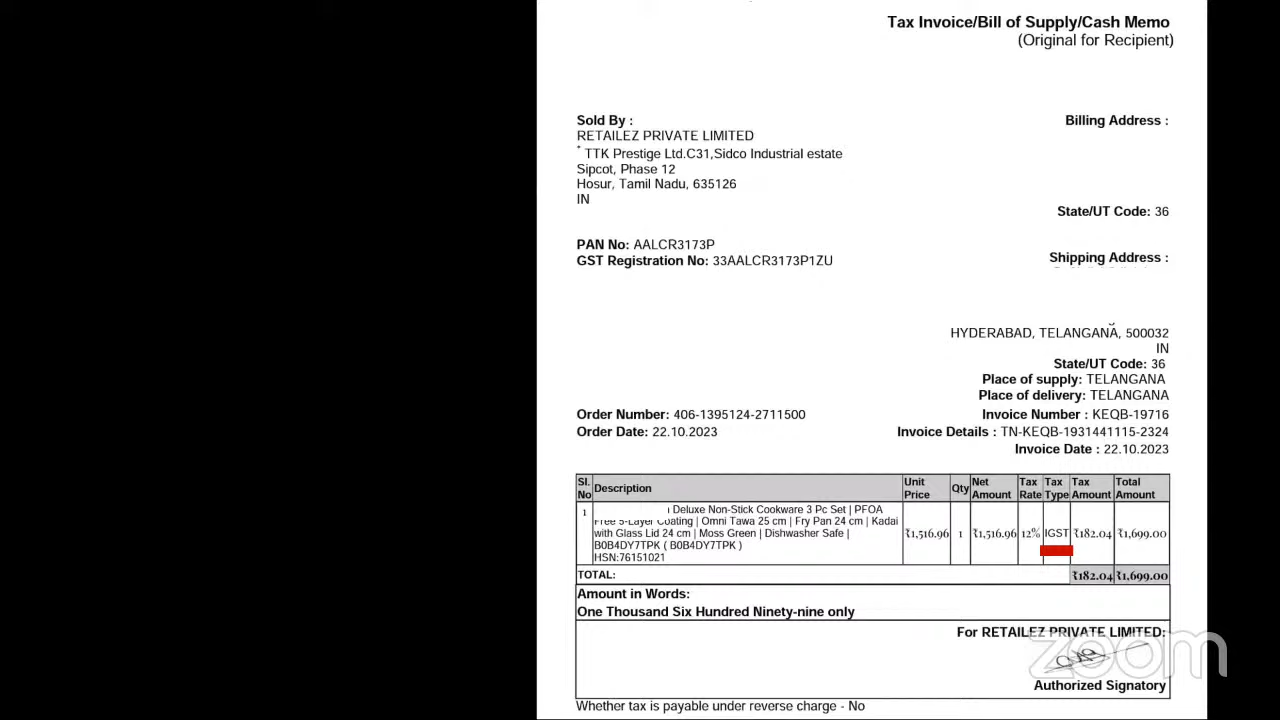 Tax Invoice/Bill of Supply/Cash Memo
(Original for Recipient)
Sold By :
RETAILEZ PRIVATE LIMITED
* TTK Prestige Ltd.C31,Sidco Industrial estate
Sipcot, Phase 12
Hosur, Tamil Nadu, 635126
IN
Billing Address :
State/UT Code: 36
PAN No: AALCR3173P
GST Registration No: 33AALCR3173P1ZU
Shipping Address :
HYDERABAD, TELANGANA, 500032
IN
State/UT Code: 36
Place of supply: TELANGANA
Place of delivery: TELANGANA
Order Number: 406-1395124-2711500
Order Date: 22.10.2023
Invoice Number : KEQB-19716
Invoice Details : TN-KEQB-1931441115-2324
Invoice Date : 22.10.2023
Sl. No Description Unit Price Qty Net Amount Tax Rate Tax Type Tax Amount Total Amount
1 Deluxe Non-Stick Cookware 3 Pc Set | PFOA
Free 5-Layer Coating | Omni Tawa 25 cm | Fry Pan 24 cm | Kadai
with Glass Lid 24 cm | Moss Green | Dishwasher Safe | ₹1,516.96 1 ₹1,516.96 12% IGST ₹182.04 ₹1,699.00
B0B4DY7TPK ( B0B4DY7TPK )
HSN:76151021
TOTAL: ₹182.04 ₹1,699.00
Amount in Words:
One Thousand Six Hundred Ninety-nine only
For RETAILEZ PRIVATE LIMITED:
zoom
Authorized Signatory
Whether tax is payable under reverse charge - No